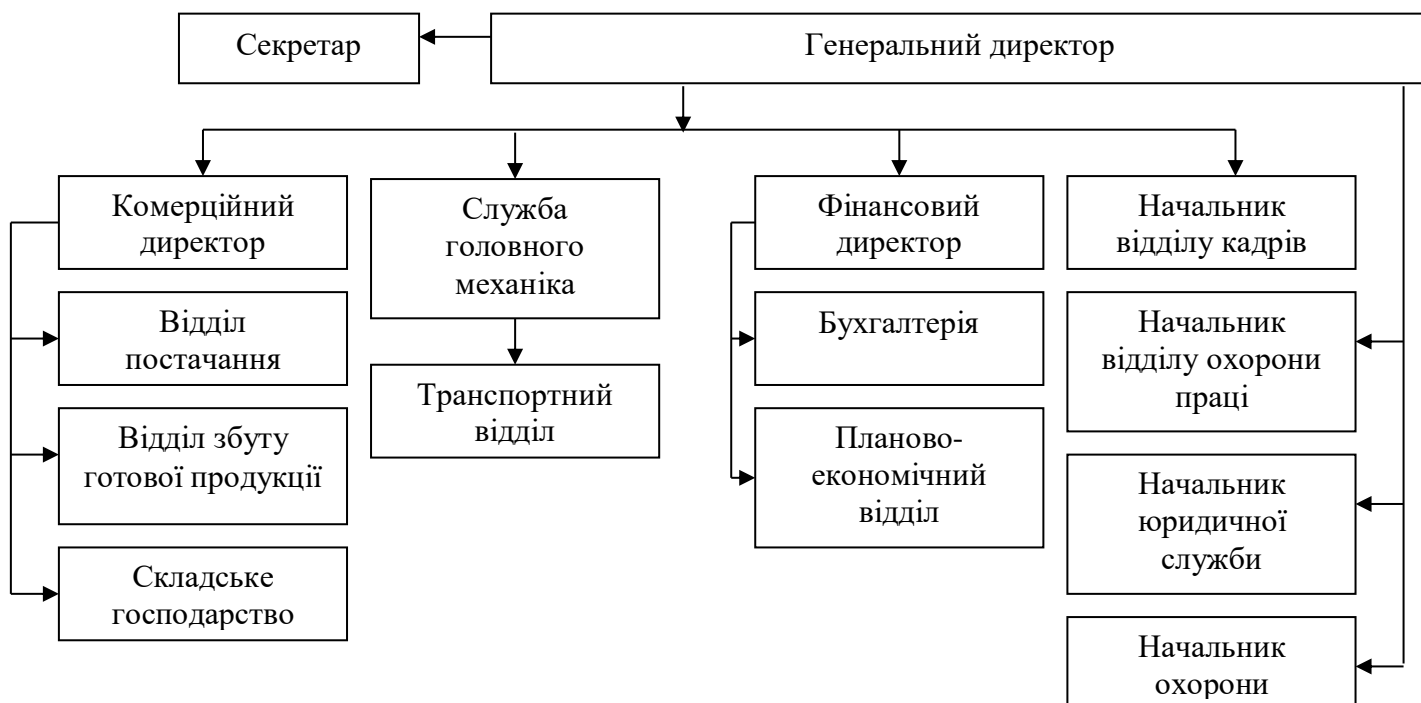 Секретар
Генеральний директор
Комерційний
директор
Служба
головного
механіка
Фінансовий
директор
Начальник
відділу кадрів
Відділ
постачання
Транспортний
відділ
Бухгалтерія
Начальник
відділу охорони
праці
Відділ збуту
готової продукції
Планово-
економічний
відділ
Начальник
юридичної
служби
Складське
господарство
Начальник
охорони